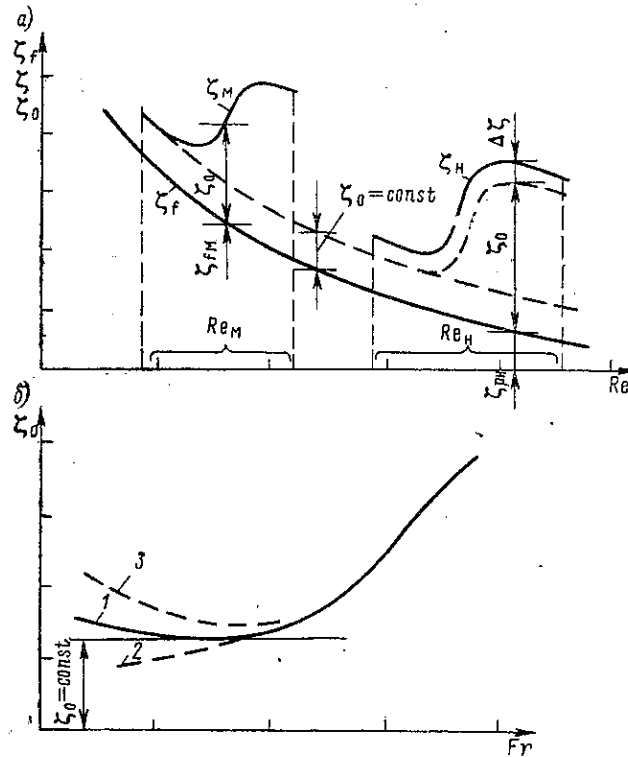 а)
ζf
ζ
ζ0
ζм
ζf
ζ0
ζfм
ζ0=const
ζн
Δζ
ζ0
Reм
Reн
ζрн
Re
б)
ζ0
3
1
2
ζ0=const
Fr